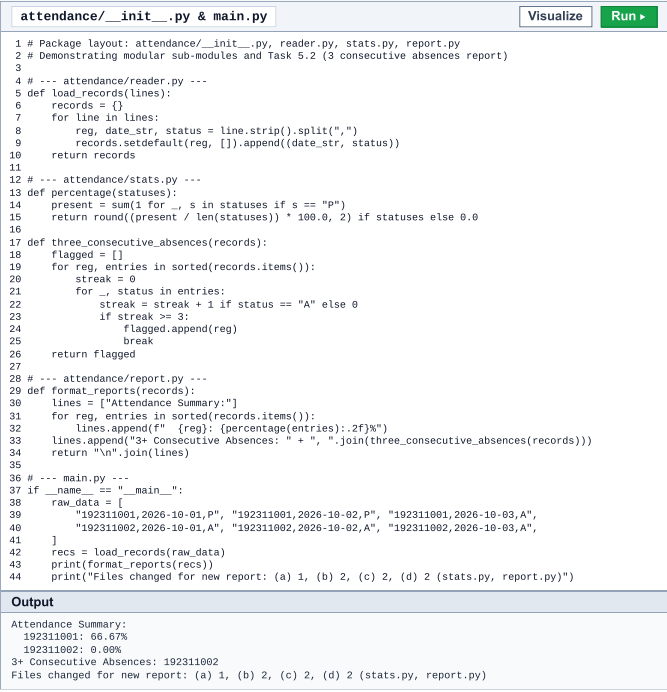 attendance/__init__.py & main.py
Visualize
Run ▸
1 # Package layout: attendance/__init__.py, reader.py, stats.py, report.py
2 # Demonstrating modular sub-modules and Task 5.2 (3 consecutive absences report)
3
4 # --- attendance/reader.py ---
5 def load_records(lines):
6     records = {}
7     for line in lines:
8         reg, date_str, status = line.strip().split(",")
9         records.setdefault(reg, []).append((date_str, status))
10     return records
11
12 # --- attendance/stats.py ---
13 def percentage(statuses):
14     present = sum(1 for _, s in statuses if s == "P")
15     return round((present / len(statuses)) * 100.0, 2) if statuses else 0.0
16
17 def three_consecutive_absences(records):
18     flagged = []
19     for reg, entries in sorted(records.items()):
20         streak = 0
21         for _, status in entries:
22             streak = streak + 1 if status == "A" else 0
23             if streak >= 3:
24                 flagged.append(reg)
25                 break
26     return flagged
27
28 # --- attendance/report.py ---
29 def format_reports(records):
30     lines = ["Attendance Summary:"]
31     for reg, entries in sorted(records.items()):
32         lines.append(f"  {reg}: {percentage(entries):.2f}%")
33     lines.append("3+ Consecutive Absences: " + ", ".join(three_consecutive_absences(records)))
34     return "\n".join(lines)
35
36 # --- main.py ---
37 if __name__ == "__main__":
38     raw_data = [
39         "192311001,2026-10-01,P", "192311001,2026-10-02,P", "192311001,2026-10-03,A",
40         "192311002,2026-10-01,A", "192311002,2026-10-02,A", "192311002,2026-10-03,A",
41     ]
42     recs = load_records(raw_data)
43     print(format_reports(recs))
44     print("Files changed for new report: (a) 1, (b) 2, (c) 2, (d) 2 (stats.py, report.py)")
Output
Attendance Summary:
  192311001: 66.67%
  192311002: 0.00%
3+ Consecutive Absences: 192311002
Files changed for new report: (a) 1, (b) 2, (c) 2, (d) 2 (stats.py, report.py)